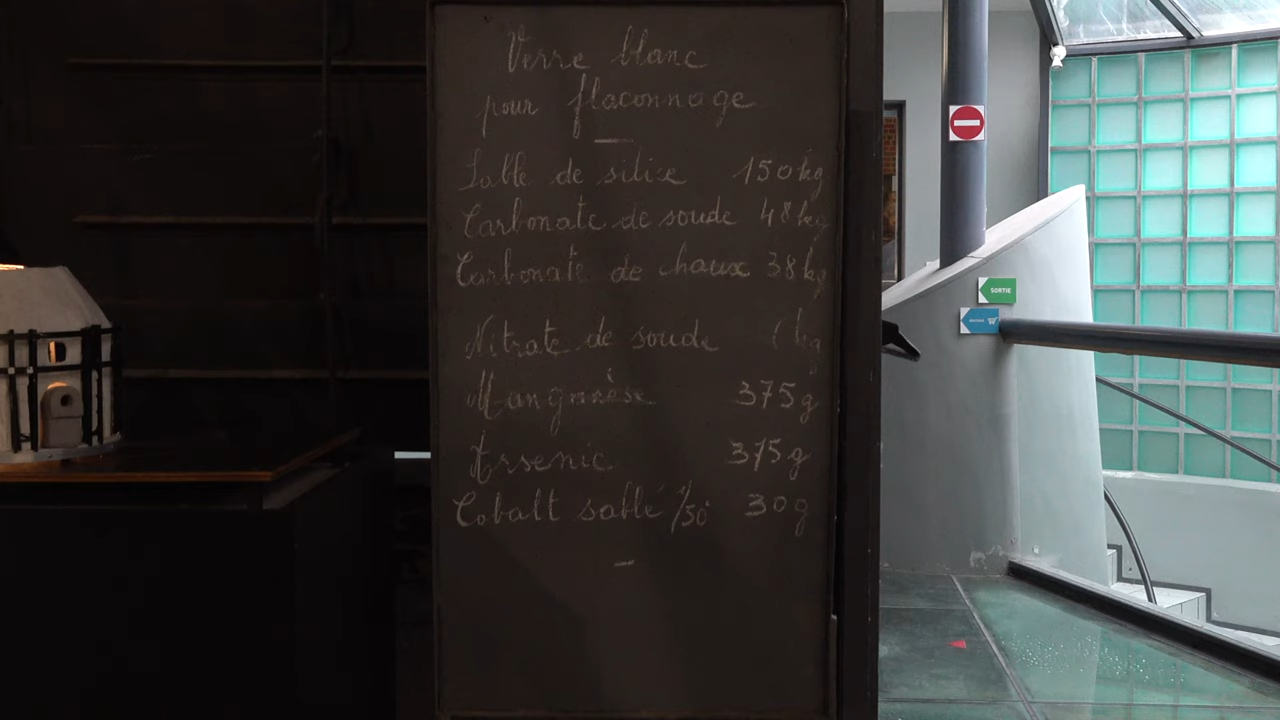 Verre blanc
pour flaconnage
Sable de silice 150 kg
Carbonate de soude 48 kg
Carbonate de chaux 38 kg
Nitrate de soude kg
Manganèse 375 g
Arsenic 375 g
Cobalt sablé 1/50 30 g
SORTIE